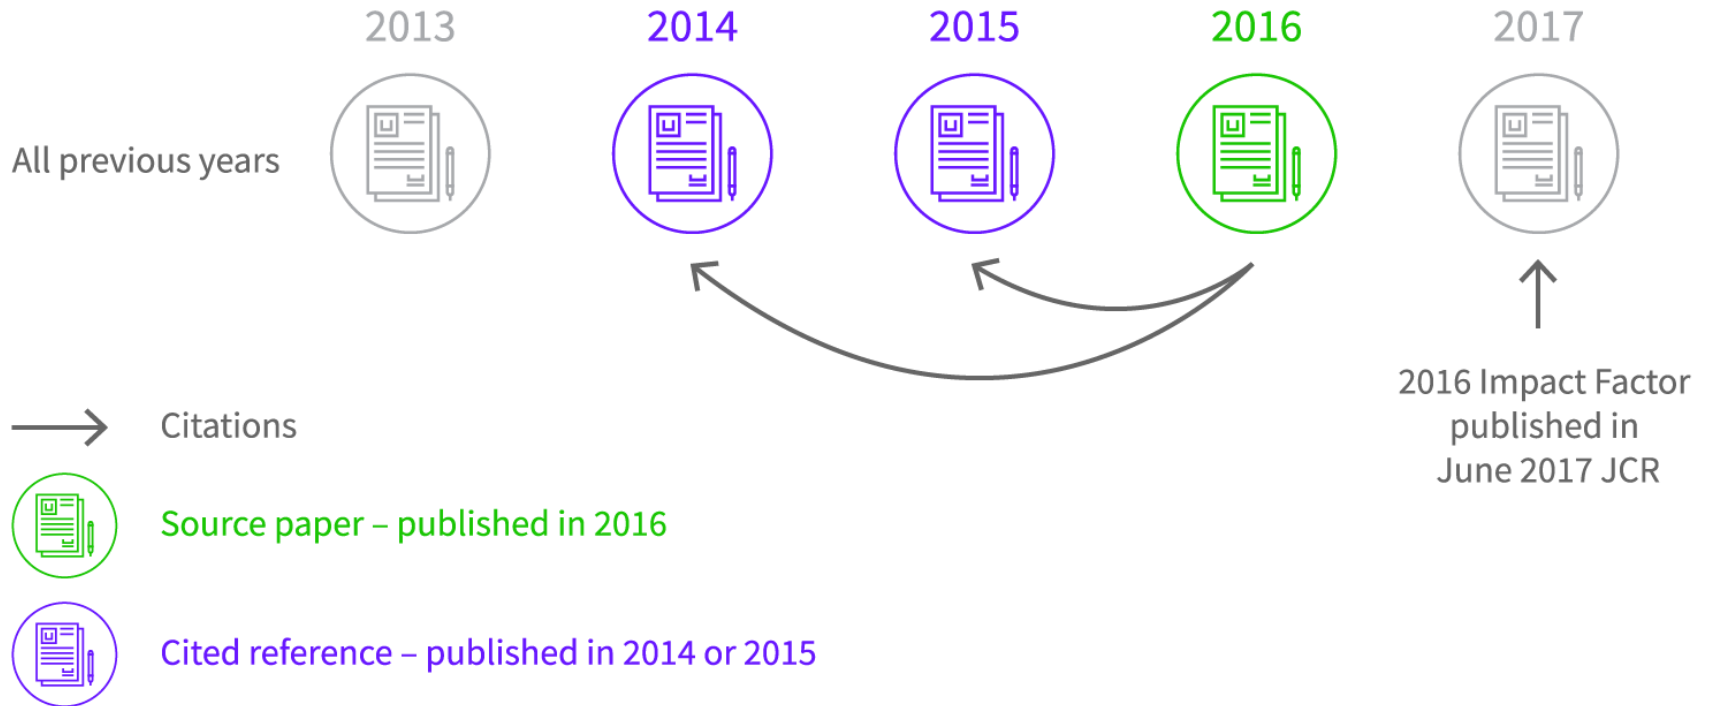 2013
2014
2015
2016
2017
All previous years
2016 Impact Factor
published in
June 2017 JCR
Citations
Source paper – published in 2016
Cited reference – published in 2014 or 2015